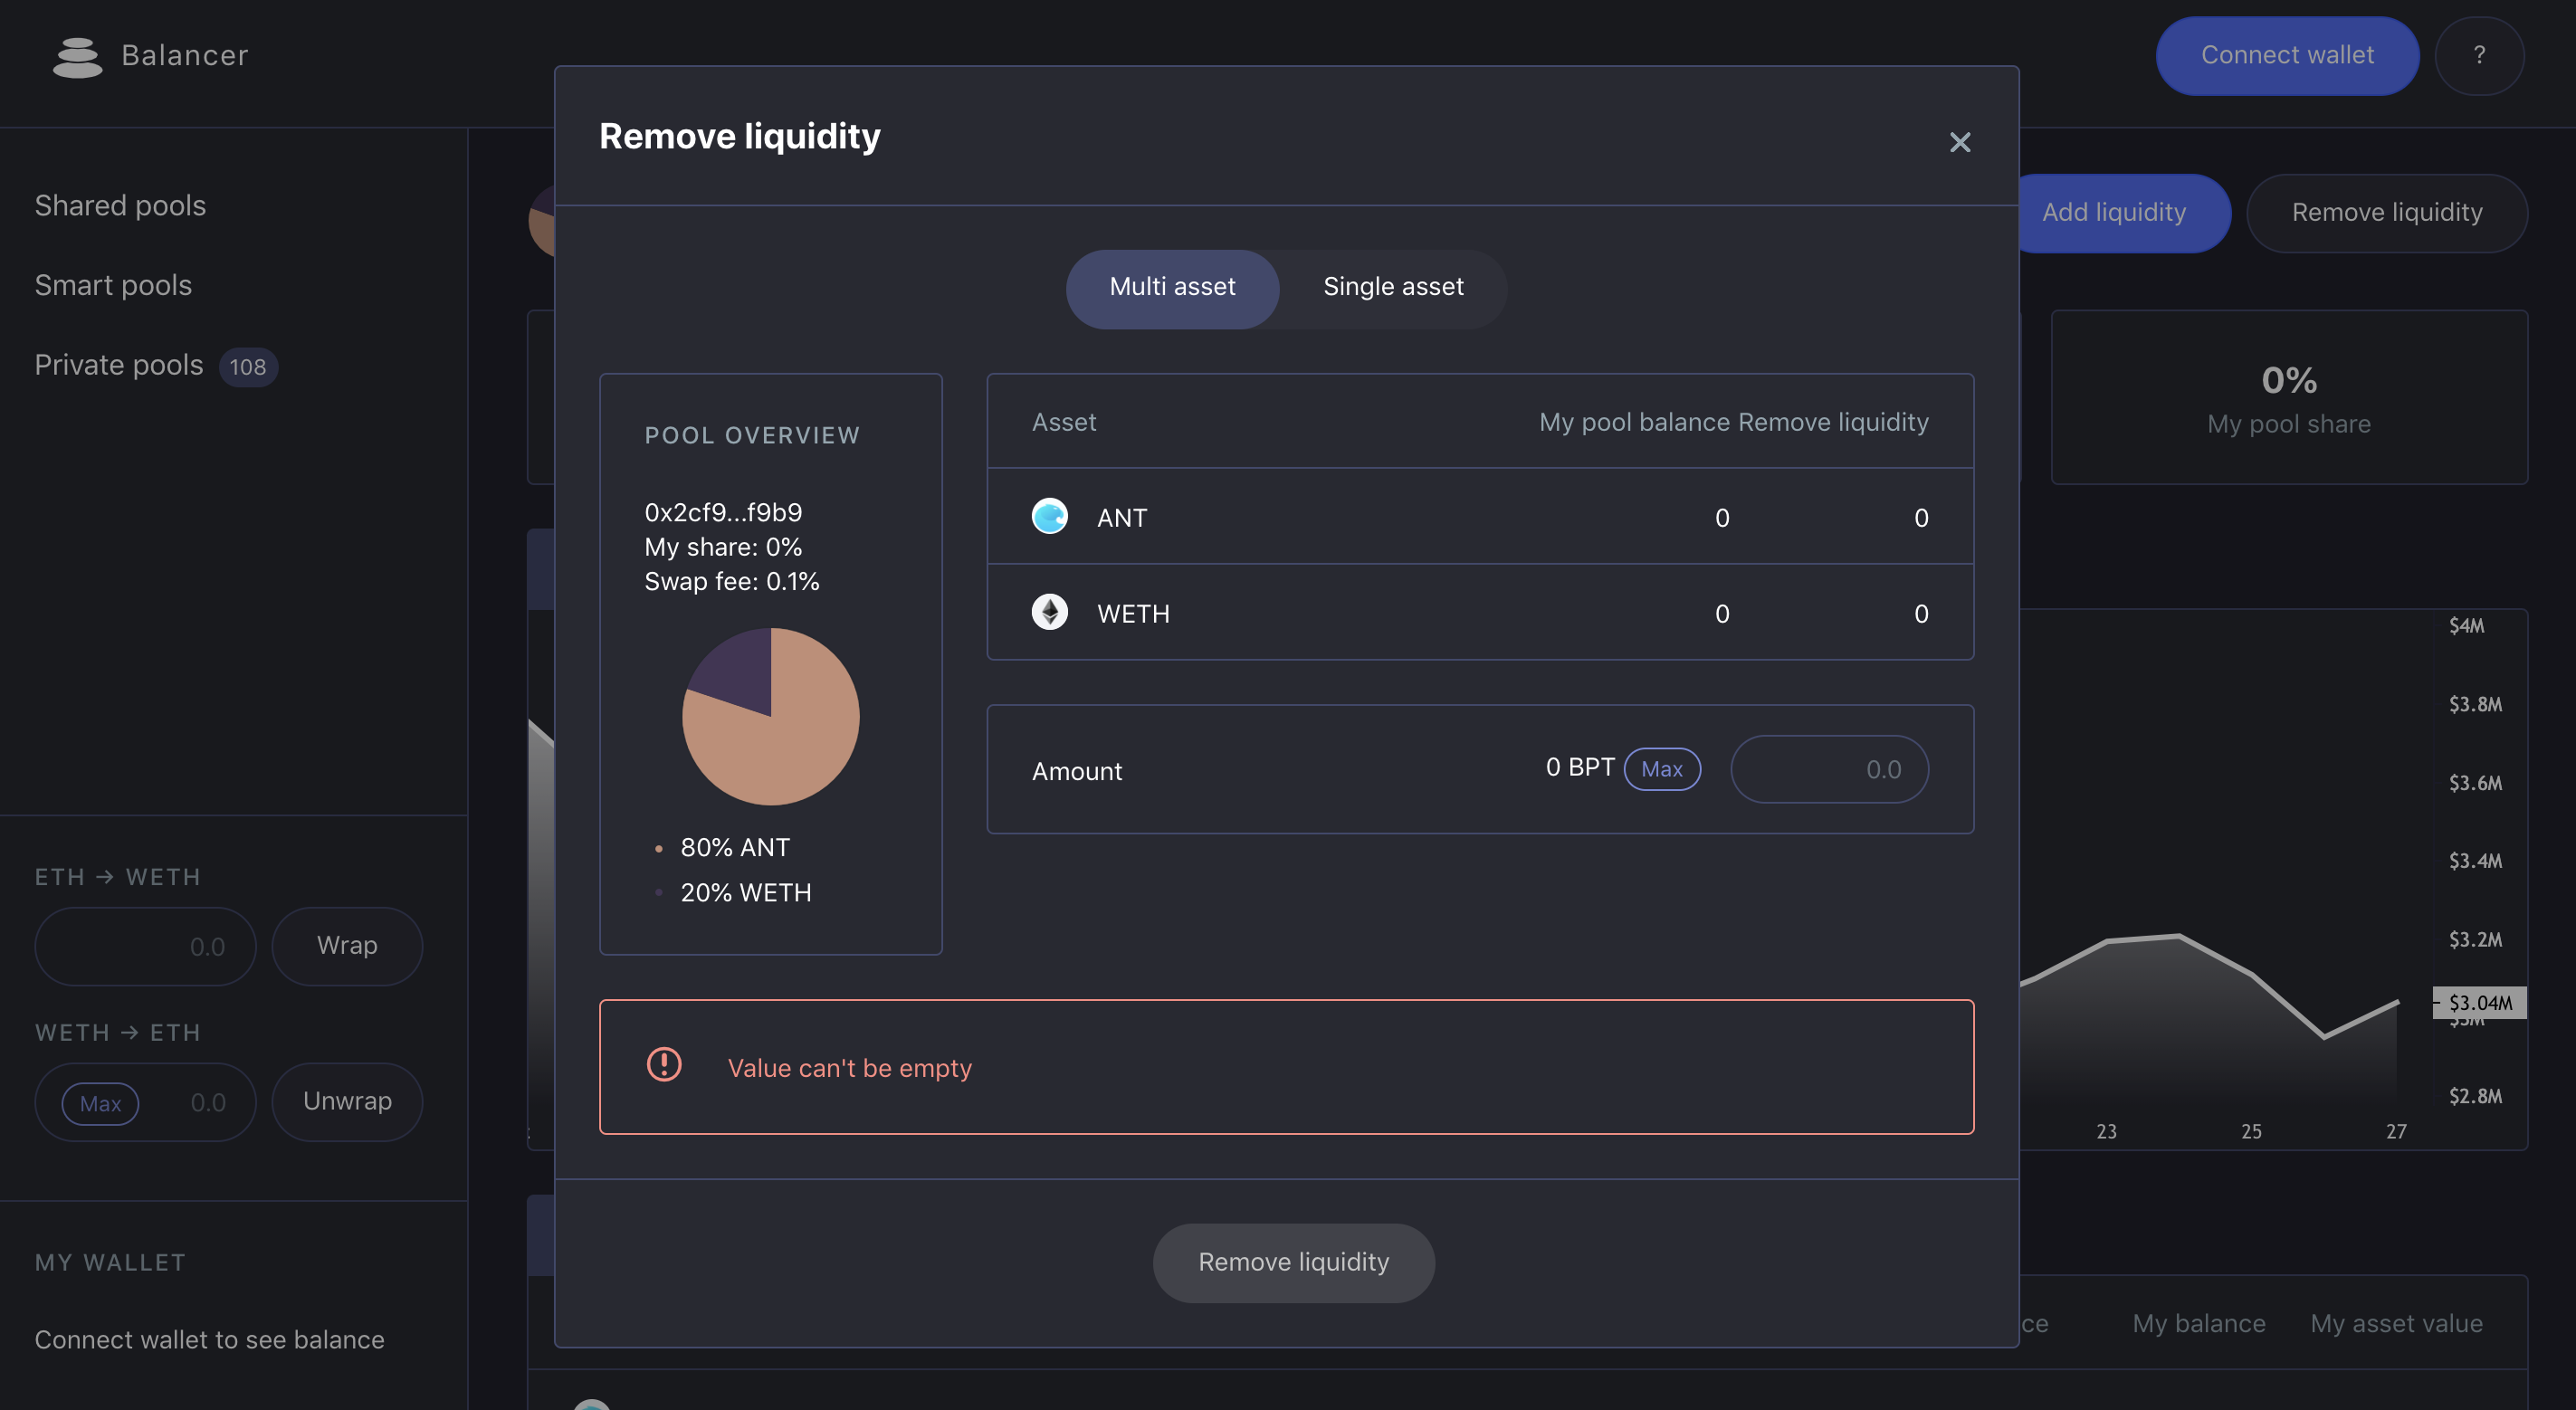 Balancer
Connect wallet
?
Shared pools
Smart pools
Private pools 108
ETH → WETH
0.0
Wrap
WETH → ETH
Max 0.0
Unwrap
MY WALLET
Connect wallet to see balance
Add liquidity
Remove liquidity
0%
My pool share
Remove liquidity
×
Multi asset
Single asset
POOL OVERVIEW
0x2cf9...f9b9
My share: 0%
Swap fee: 0.1%
80% ANT
20% WETH
Asset My pool balance Remove liquidity
ANT 0 0
WETH 0 0
Amount 0 BPT Max 0.0
Value can't be empty
Remove liquidity
$4M
$3.8M
$3.6M
$3.4M
$3.2M
$3.04M
$3M
$2.8M
23 25 27
ce My balance My asset value